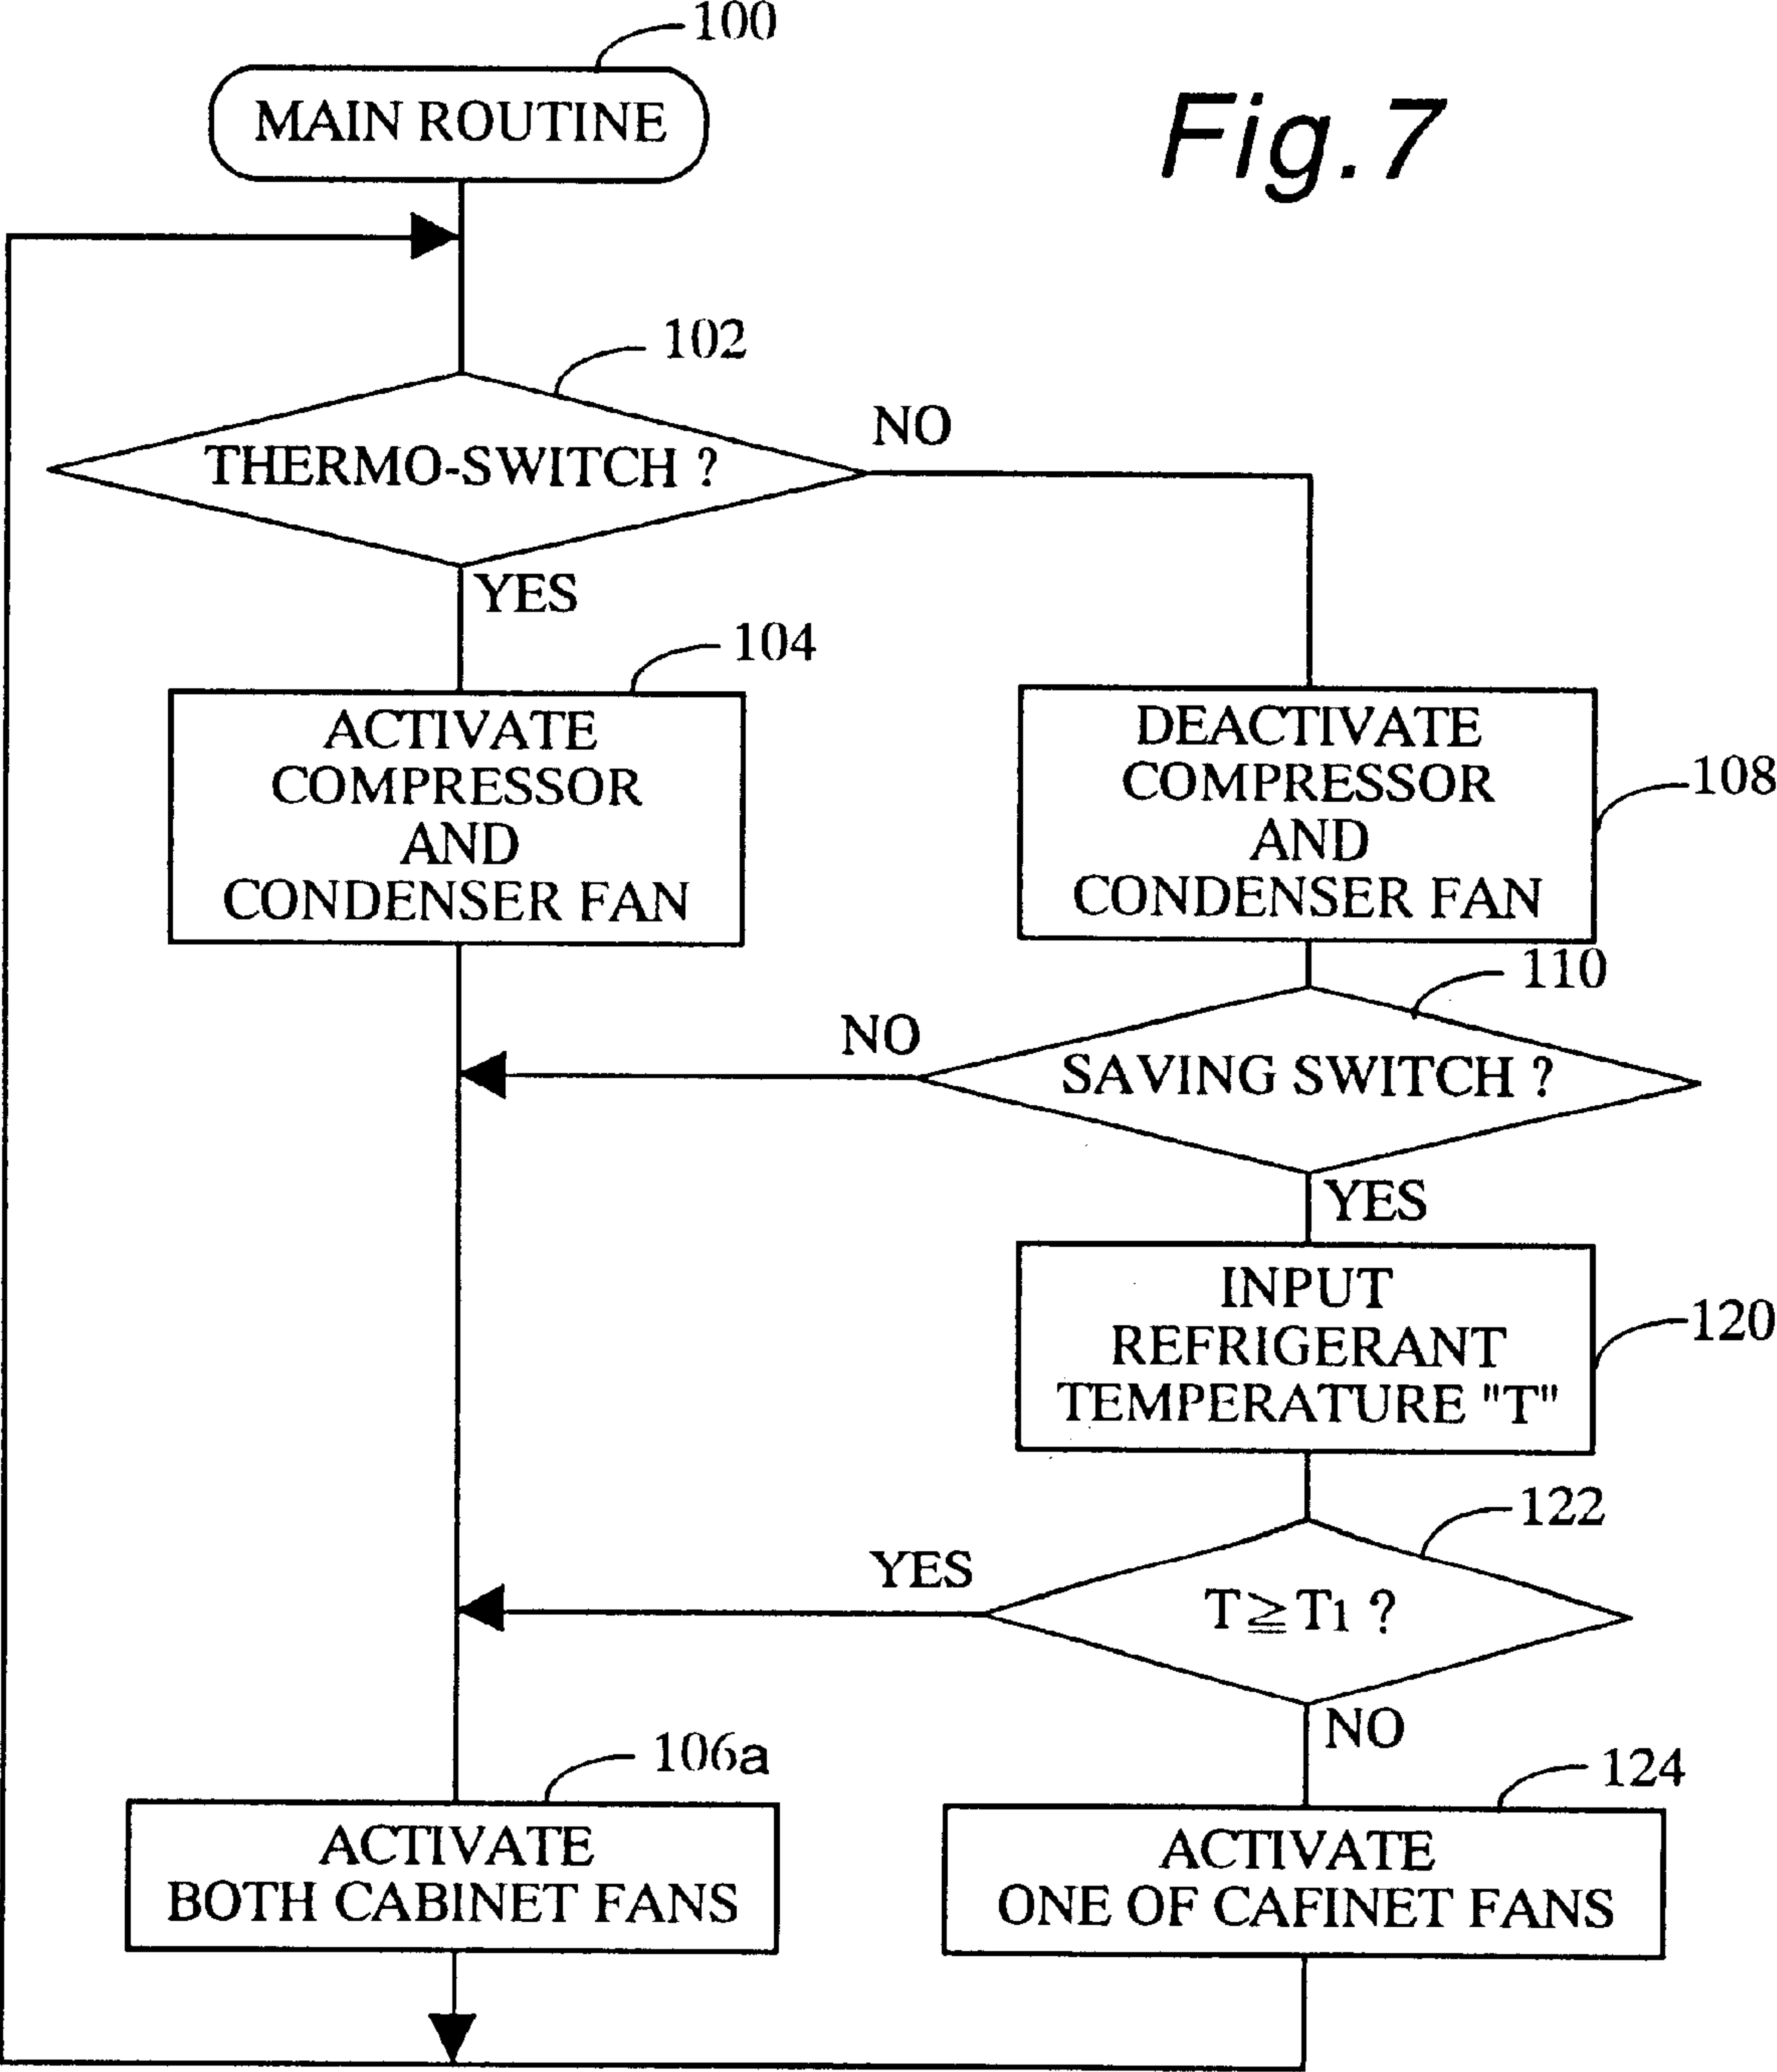 100
MAIN ROUTINE
Fig.7
102
THERMO-SWITCH ?
NO
YES
104
ACTIVATE
COMPRESSOR
AND
CONDENSER FAN
DEACTIVATE
COMPRESSOR
AND
CONDENSER FAN
108
110
NO
SAVING SWITCH ?
YES
INPUT
REFRIGERANT
TEMPERATURE "T"
120
122
YES
T≧T1 ?
NO
106a
ACTIVATE
BOTH CABINET FANS
124
ACTIVATE
ONE OF CAFINET FANS